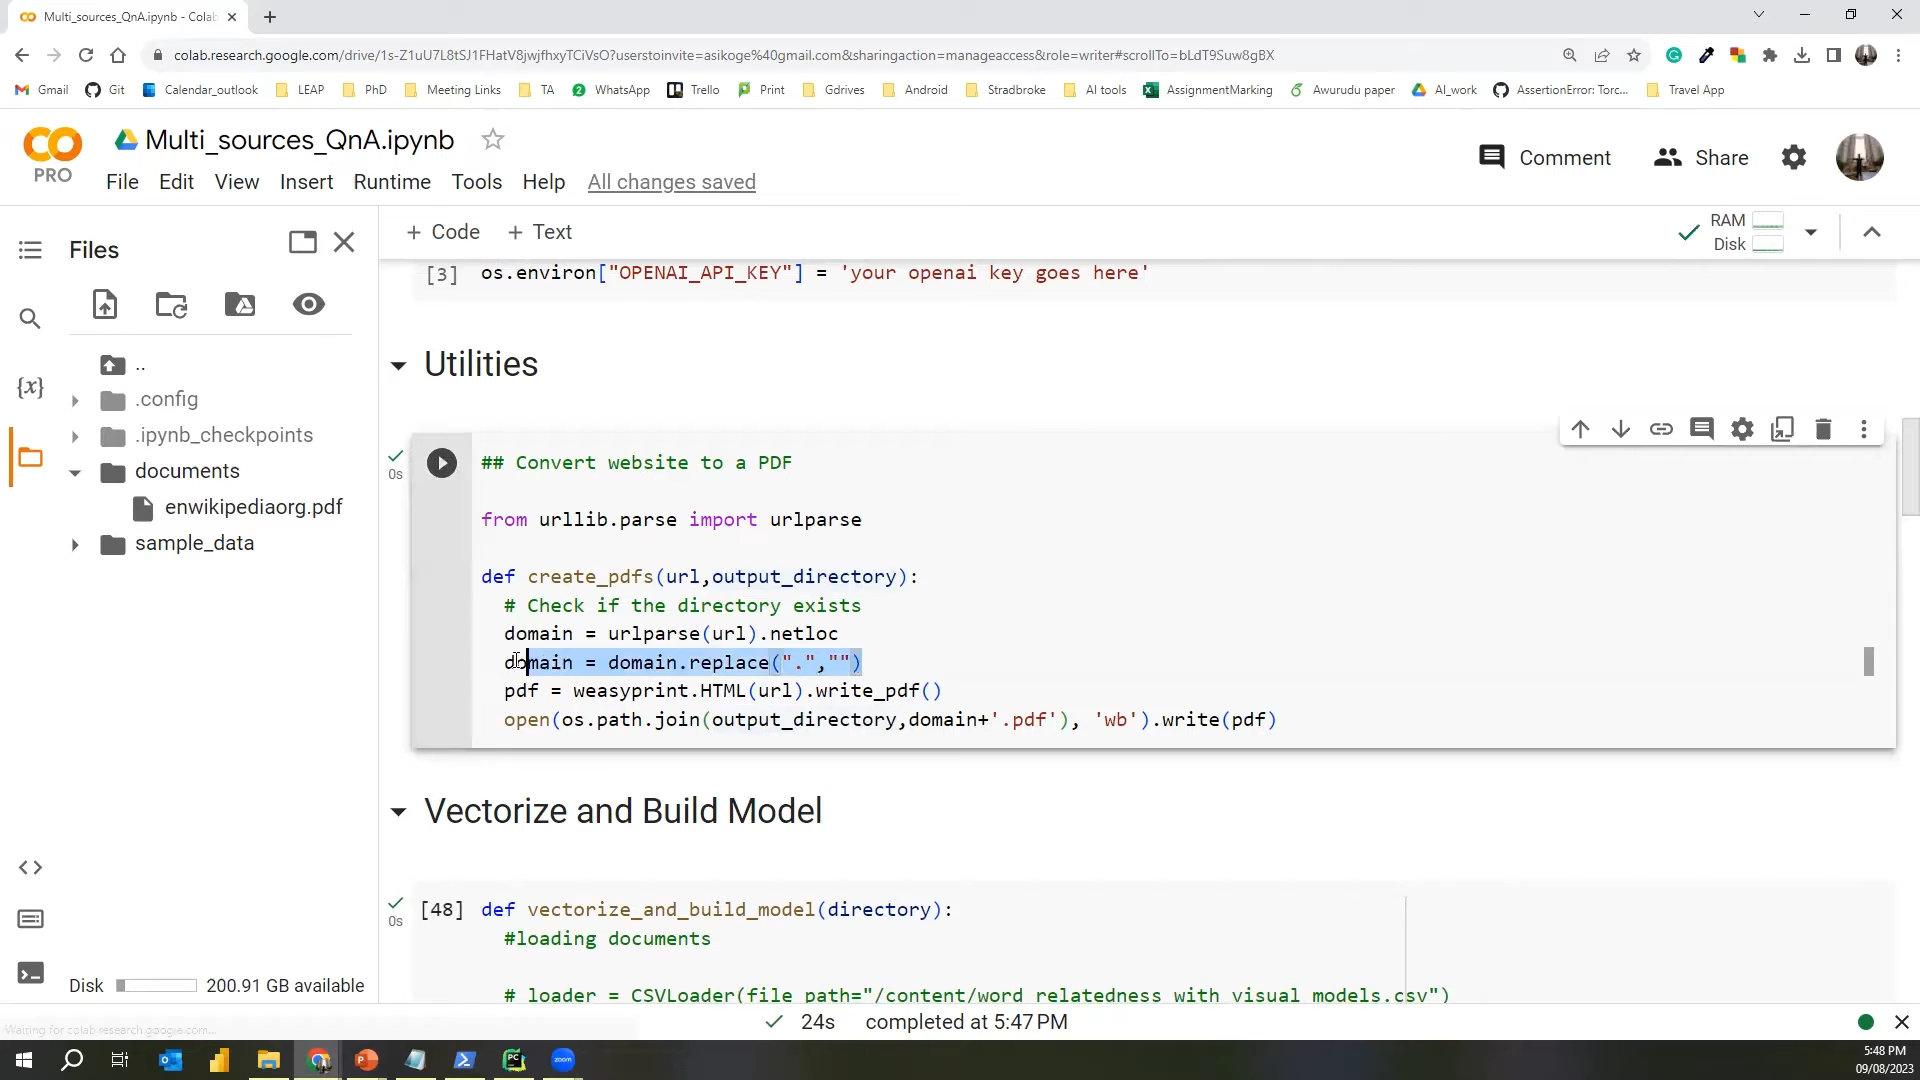 Multi_sources_QnA.ipynb - Colab
colab.research.google.com/drive/1s-Z1uU7L8tSJ1FHatV8jwjfhxyTCiVsO?userstoinvite=asikoge%40gmail.com&sharingaction=manageaccess&role=writer#scrollTo=bLdT9Suw8gBX
Gmail Git Calendar_outlook LEAP PhD Meeting Links TA WhatsApp Trello Print Gdrives Android Stradbroke AI tools AssignmentMarking Awurudu paper AI_work AssertionError: Torc... Travel App
PRO
Multi_sources_QnA.ipynb
File Edit View Insert Runtime Tools Help All changes saved
Comment Share
Files
..
.config
.ipynb_checkpoints
documents
enwikipediaorg.pdf
sample_data
Disk 200.91 GB available
+ Code + Text
RAM
Disk
[3] os.environ["OPENAI_API_KEY"] = 'your openai key goes here'
Utilities
0s
## Convert website to a PDF
from urllib.parse import urlparse
def create_pdfs(url,output_directory):
# Check if the directory exists
domain = urlparse(url).netloc
domain = domain.replace(".","")
pdf = weasyprint.HTML(url).write_pdf()
open(os.path.join(output_directory,domain+'.pdf'), 'wb').write(pdf)
Vectorize and Build Model
0s
[48] def vectorize_and_build_model(directory):
#loading documents
# loader = CSVLoader(file_path="/content/word_relatedness_with_visual_models.csv")
Waiting for colab.research.google.com...
24s completed at 5:47 PM
zoom
5:48 PM
09/08/2023